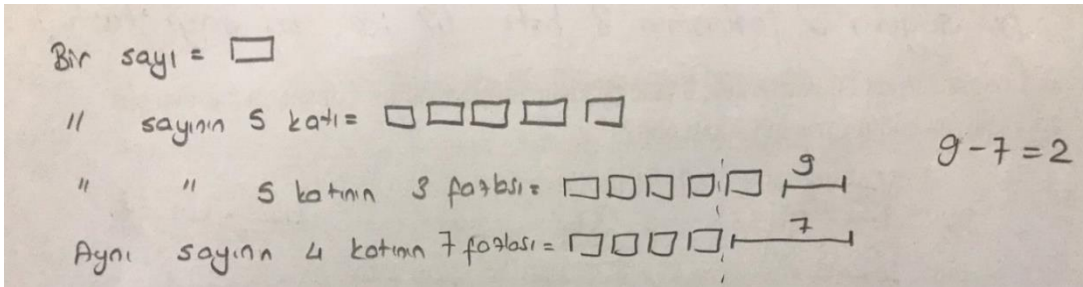 Bir sayı = □
" sayının 5 katı = □ □ □ □ □
" " 5 katının 3 fazlası = □ □ □ □ □ 9
9 - 7 = 2
Aynı sayının 4 katının 7 fazlası = □ □ □ □ 7